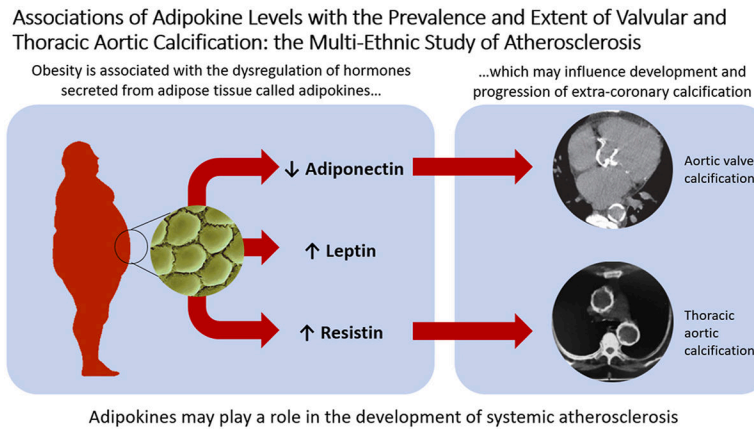 Associations of Adipokine Levels with the Prevalence and Extent of Valvular and
Thoracic Aortic Calcification: the Multi-Ethnic Study of Atherosclerosis
Obesity is associated with the dysregulation of hormones
secreted from adipose tissue called adipokines...
...which may influence development and
progression of extra-coronary calcification
↓ Adiponectin
Aortic valve
calcification
↑ Leptin
↑ Resistin
Thoracic
aortic
calcification
Adipokines may play a role in the development of systemic atherosclerosis